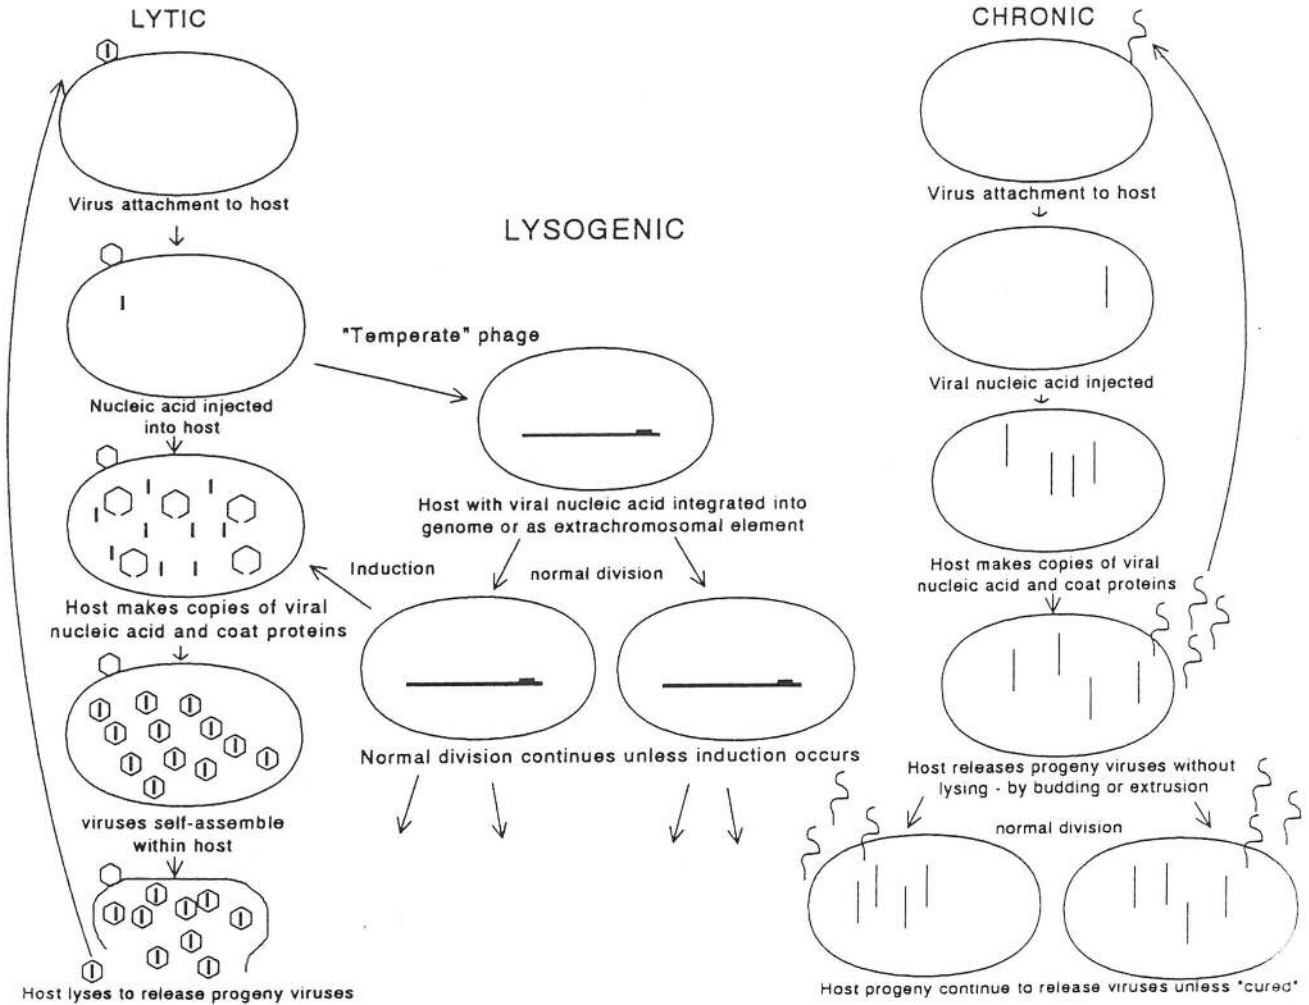 LYTIC
Virus attachment to host
Nucleic acid injected
into host
Host makes copies of viral
nucleic acid and coat proteins
viruses self-assemble
within host
Host lyses to release progeny viruses
LYSOGENIC
"Temperate" phage
Host with viral nucleic acid integrated into
genome or as extrachromosomal element
Induction
normal division
Normal division continues unless induction occurs
CHRONIC
Virus attachment to host
Viral nucleic acid injected
Host makes copies of viral
nucleic acid and coat proteins
Host releases progeny viruses without
lysing - by budding or extrusion
normal division
Host progeny continue to release viruses unless "cured"